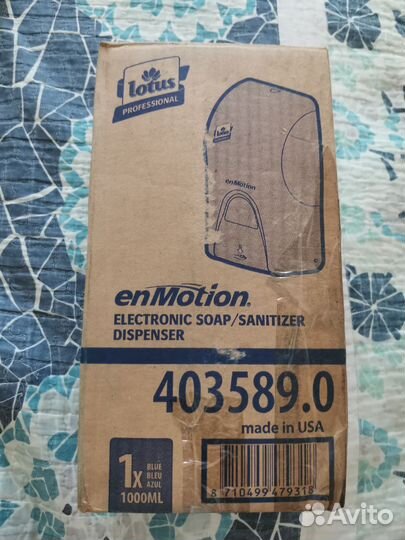 lotus
PROFESSIONAL
enMotion
enMotion®
ELECTRONIC SOAP/SANITIZER
DISPENSER
403589.0
made in USA
1x BLUE
BLEU
AZUL
1000ML
8 710499 479318
Avito